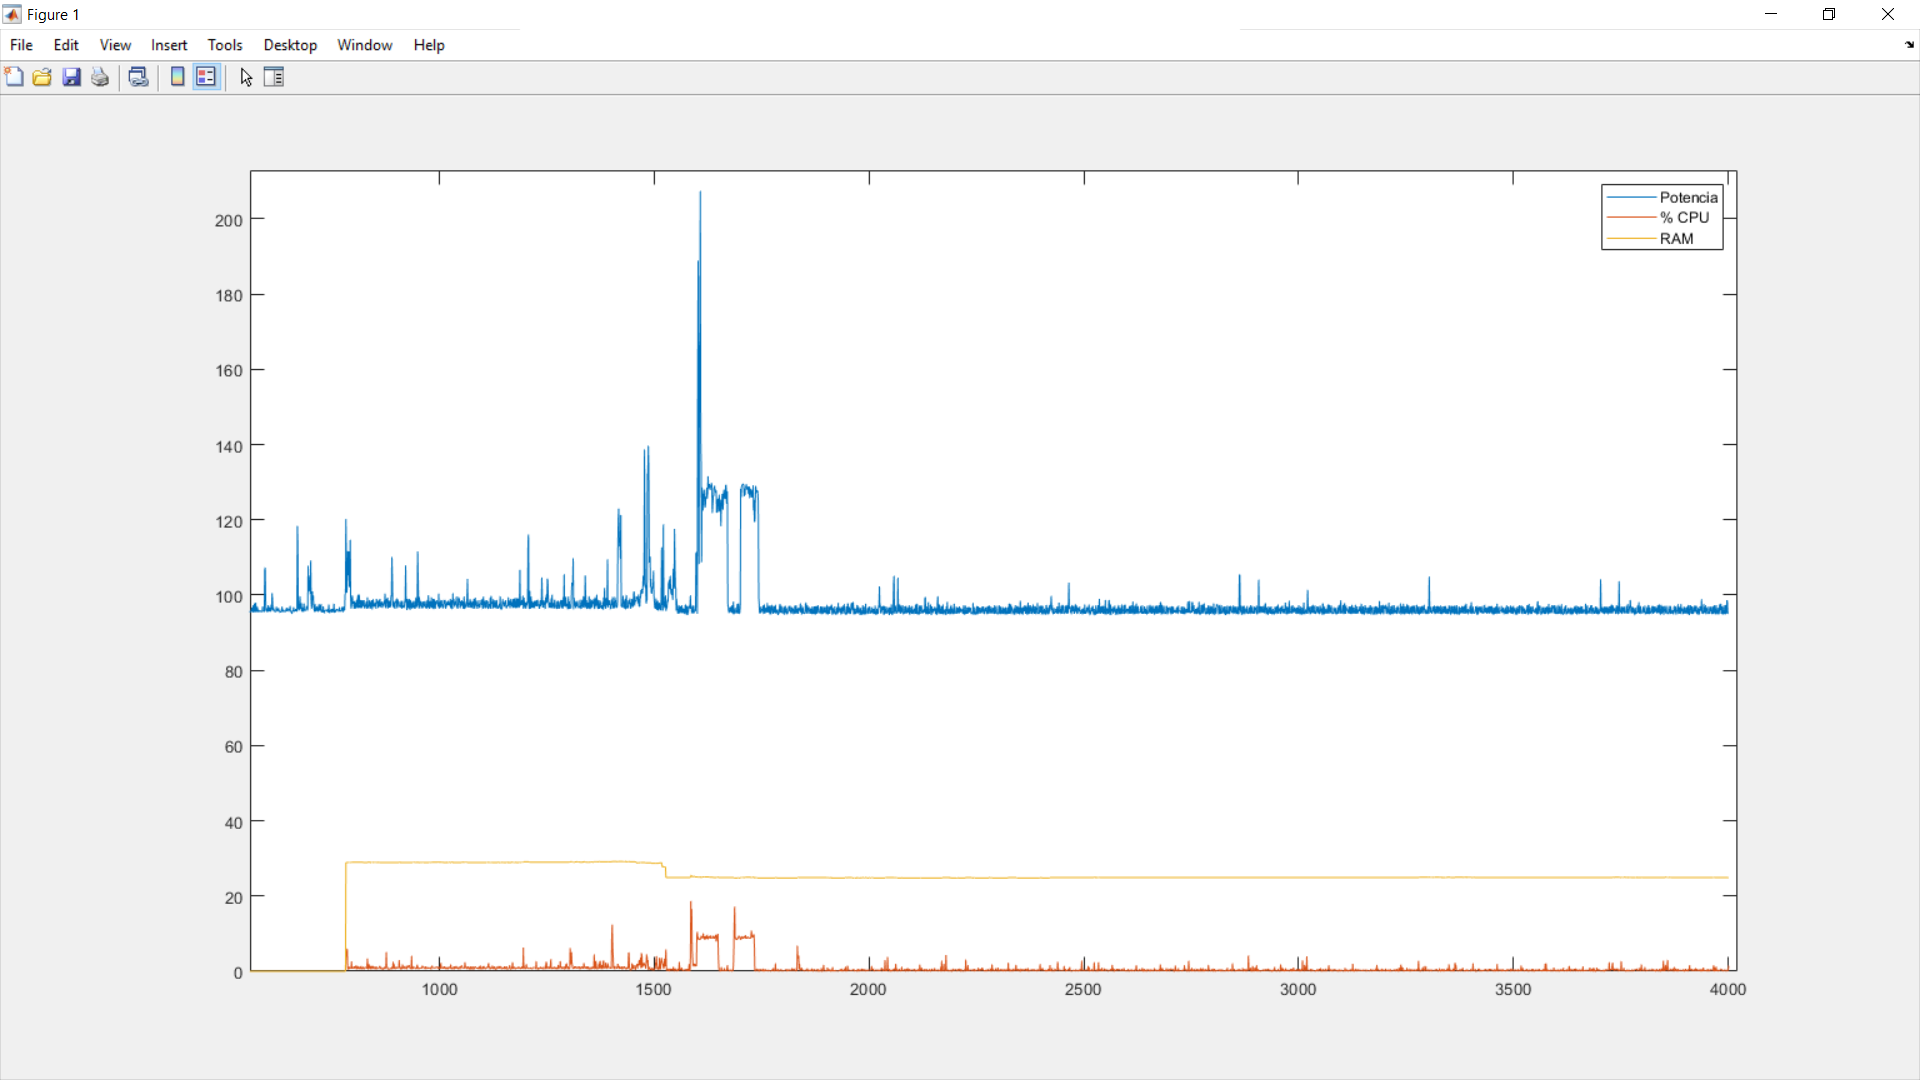 Figure 1
File Edit View Insert Tools Desktop Window Help
Potencia
% CPU
RAM
200
180
160
140
120
100
80
60
40
20
0
1000 1500 2000 2500 3000 3500 4000